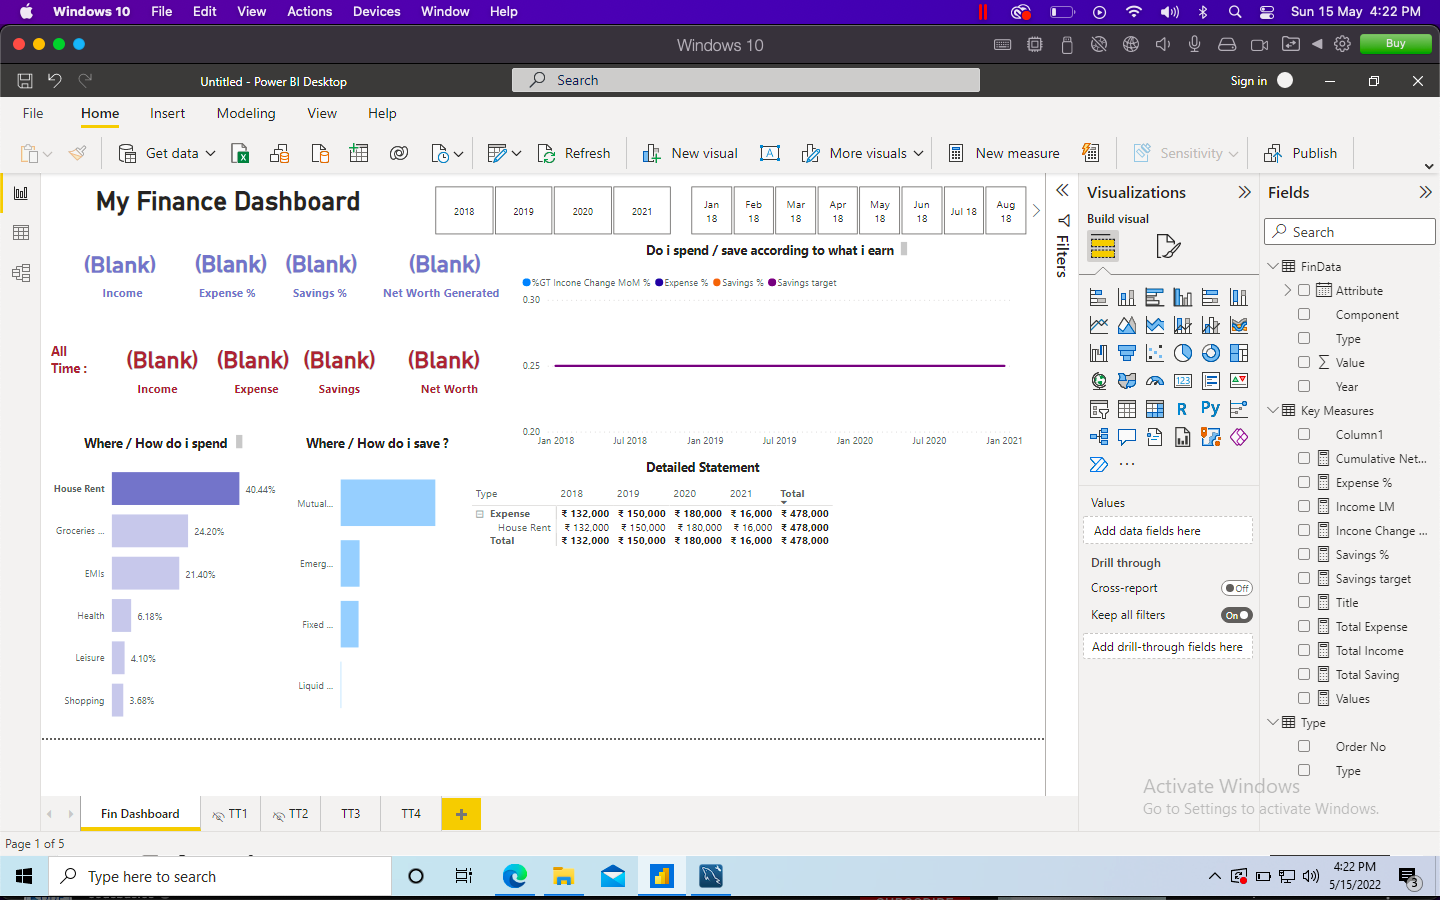 Windows 10 File Edit View Actions Devices Window Help Sun 15 May 4:22 PM
Windows 10
Buy
Untitled - Power BI Desktop
Search
Sign in
File Home Insert Modeling View Help
Get data
Refresh
New visual
A
More visuals
New measure
Sensitivity
Publish
My Finance Dashboard
2018 2019 2020 2021
Jan 18
Feb 18
Mar 18
Apr 18
May 18
Jun 18
Jul 18
Aug 18
(Blank) (Blank) (Blank) (Blank)
Income Expense % Savings % Net Worth Generated
All Time :
(Blank) (Blank) (Blank) (Blank)
Income Expense Savings Net Worth
Do i spend / save according to what i earn
%GT Incone Change MoM % Expense % Savings % Savings target
0.30
0.25
0.20
Jan 2018 Jul 2018 Jan 2019 Jul 2019 Jan 2020 Jul 2020 Jan 2021
Where / How do i spend
House Rent 40.44%
Groceries ... 24.20%
EMIs 21.40%
Health 6.18%
Leisure 4.10%
Shopping 3.68%
Where / How do i save ?
Mutual...
Emerg...
Fixed ...
Liquid ...
Detailed Statement
Type 2018 2019 2020 2021 Total
Expense ₹ 132,000 ₹ 150,000 ₹ 180,000 ₹ 16,000 ₹ 478,000
House Rent ₹ 132,000 ₹ 150,000 ₹ 180,000 ₹ 16,000 ₹ 478,000
Total ₹ 132,000 ₹ 150,000 ₹ 180,000 ₹ 16,000 ₹ 478,000
Filters
Visualizations
Build visual
123
R
Py
...
Values
Add data fields here
Drill through
Cross-report Off
Keep all filters On
Add drill-through fields here
Fields
Search
FinData
Attribute
Component
Type
Σ Value
Year
Key Measures
Column1
Cumulative Net...
Expense %
Income LM
Incone Change ...
Savings %
Savings target
Title
Total Expense
Total Income
Total Saving
Values
Type
Order No
Type
Activate Windows
Go to Settings to activate Windows.
Fin Dashboard TT1 TT2 TT3 TT4 +
Page 1 of 5
Type here to search
4:22 PM
5/15/2022
3